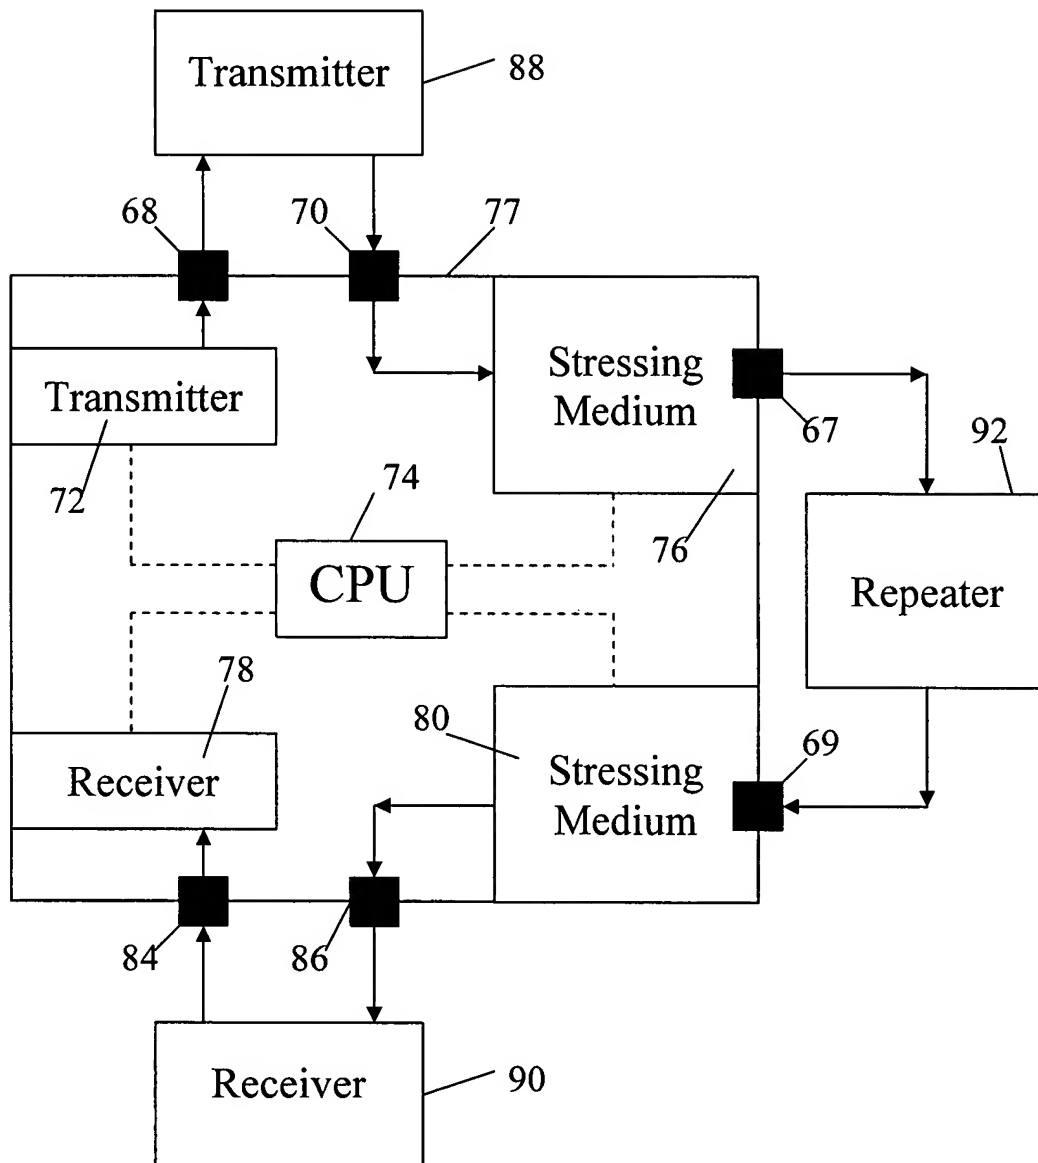 Transmitter
88
68
70
77
Transmitter
Stressing
Medium
67
92
72
74
76
CPU
Repeater
78
80
69
Receiver
Stressing
Medium
84
86
Receiver
90